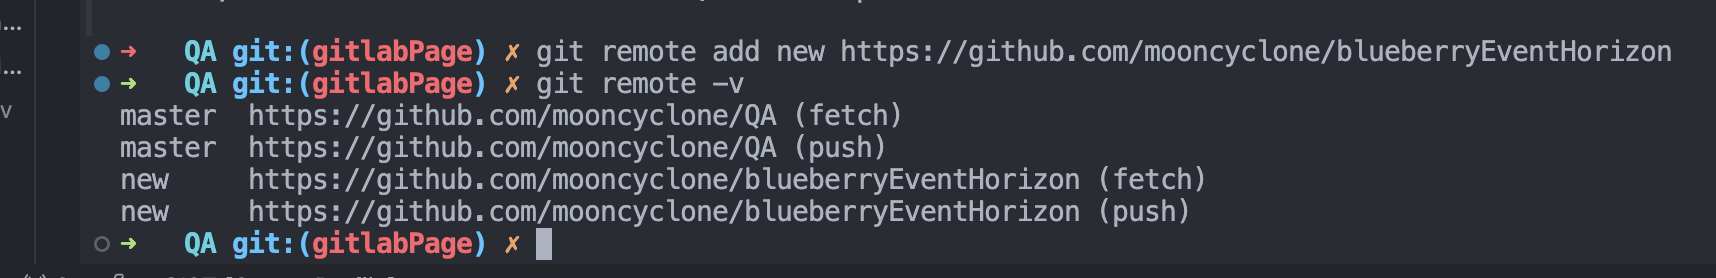 ➜ QA git:(gitlabPage) ✗ git remote add new https://github.com/mooncyclone/blueberryEventHorizon
➜ QA git:(gitlabPage) ✗ git remote -v
master https://github.com/mooncyclone/QA (fetch)
master https://github.com/mooncyclone/QA (push)
new https://github.com/mooncyclone/blueberryEventHorizon (fetch)
new https://github.com/mooncyclone/blueberryEventHorizon (push)
➜ QA git:(gitlabPage) ✗